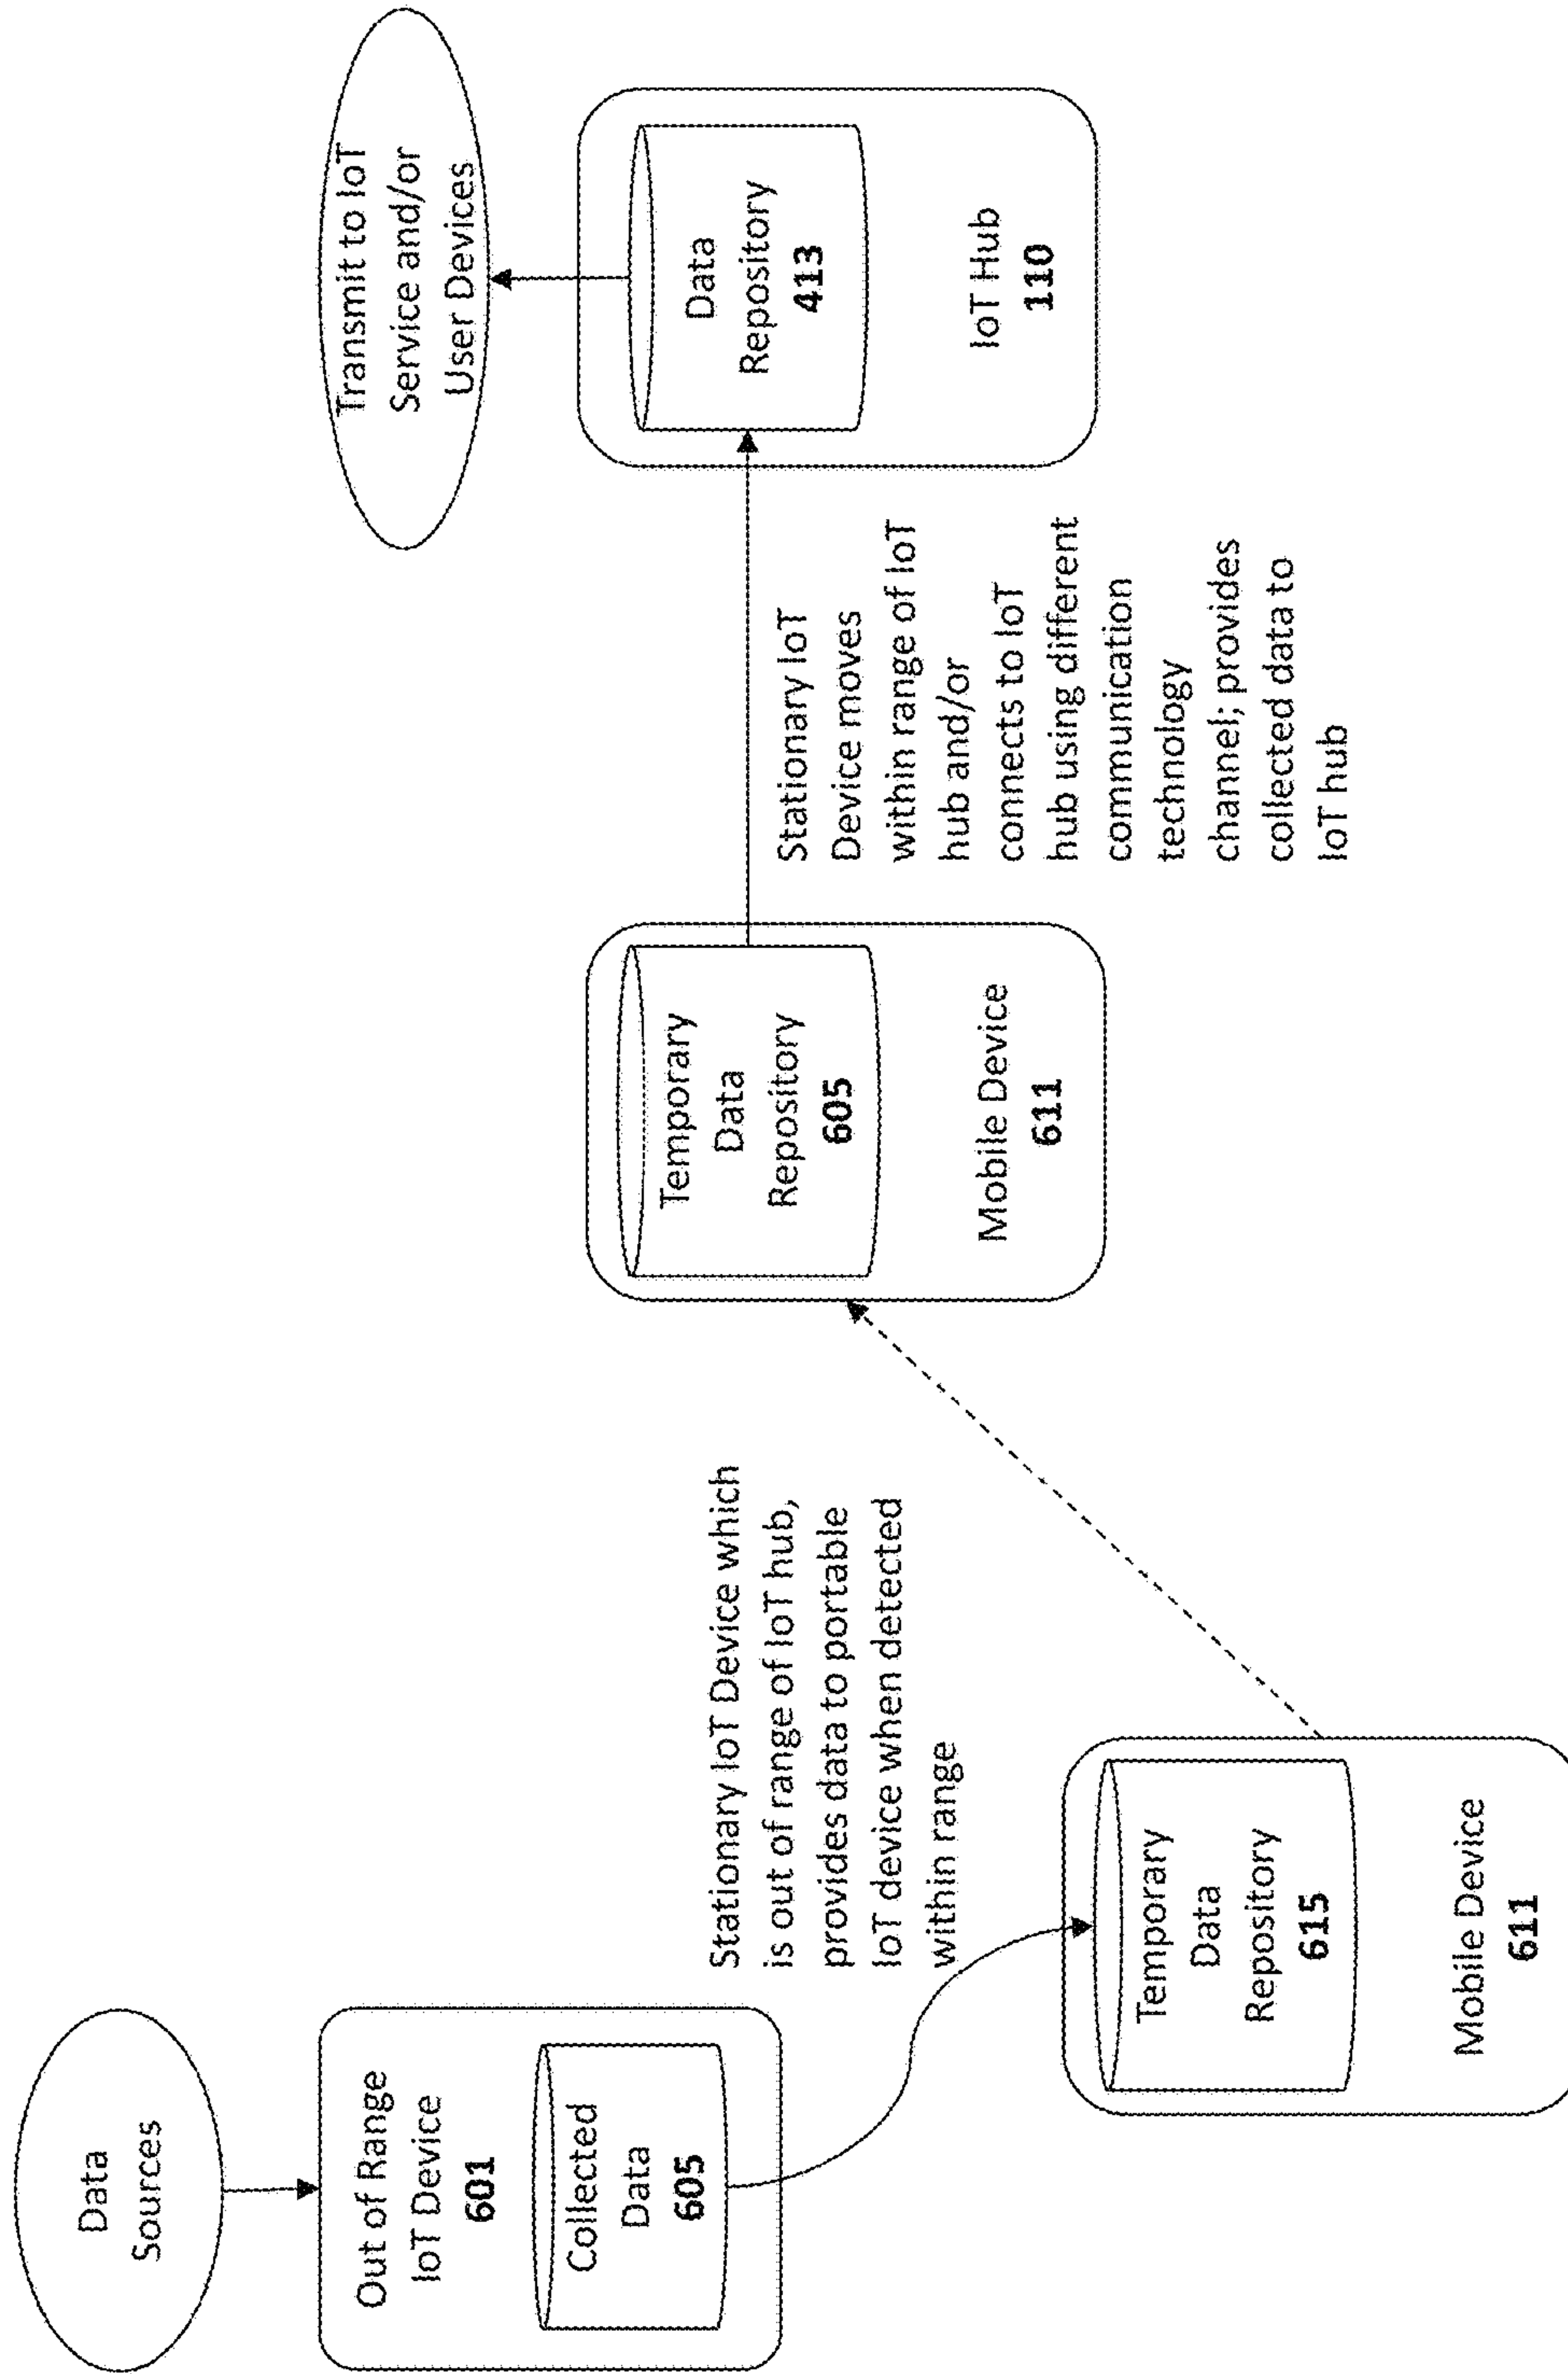 Data
Sources
Out of Range
IoT Device
601
Collected
Data
605
Stationary IoT Device which
is out of range of IoT hub,
provides data to portable
IoT device when detected
within range
Temporary
Data
Repository
615
Mobile Device
611
Temporary
Data
Repository
605
Mobile Device
611
Stationary IoT
Device moves
within range of IoT
hub and/or
connects to IoT
hub using different
communication
technology
channel; provides
collected data to
IoT hub
Transmit to IoT
Service and/or
User Devices
Data
Repository
413
IoT Hub
110